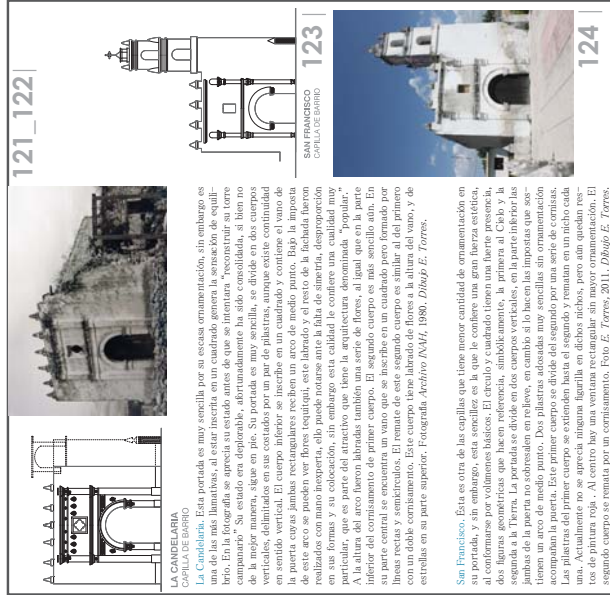 121_122
LA CANDELARIA
CAPILLA DE BARRIO
La Candelaria. Esta portada es muy sencilla por su escasa ornamentación, sin embargo es
una de las más llamativas, al estar inscrita en un cuadrado genera la sensación de equili-
brio. En la fotografía se aprecia su estado antes de que se intentara "reconstruir su torre
campanario". Su estado era deplorable, afortunadamente ha sido consolidada, si bien no
de la mejor manera, sigue en pie. Su portada es muy sencilla, se divide en dos cuerpos
verticales, delimitados en sus costados por un par de pilastras, aunque existe continuidad
en sentido vertical. El cuerpo inferior se inscribe en un cuadrado y contiene el vano de
la puerta cuyas jambas rectangulares reciben un arco de medio punto. Bajo la imposta
de este arco se pueden ver flores tequitqui, este labrado y el resto de la fachada fueron
realizados con mano inexperta, ello puede notarse ante la falta de simetría, desproporción
en sus formas y su colocación, sin embargo esta calidad le confiere una cualidad muy
particular, que es parte del atractivo que tiene la arquitectura denominada "popular."
A la altura del arco fueron labradas también una serie de flores, al igual que en la parte
inferior del cornisamento de primer cuerpo. El segundo cuerpo es más sencillo aún. En
su parte central se encuentra un vano que se inscribe en un cuadrado pero formado por
líneas rectas y semicírculos. El remate de este segundo cuerpo es similar al del primero
con un doble cornisamento. Este cuerpo tiene labrado de flores a la altura del vano, y de
estrellas en su parte superior. Fotografía Archivo INAH, 1980. Dibujo E. Torres.
SAN FRANCISCO
CAPILLA DE BARRIO
123
San Francisco. Ésta es otra de las capillas que tiene menor cantidad de ornamentación en
su portada, y sin embargo, esta sencillez es la que le confiere una gran fuerza estética,
al conformarse por volúmenes básicos. El círculo y cuadrado tienen una fuerte presencia,
dos figuras geométricas que hacen referencia, simbólicamente, la primera al Cielo y la
segunda a la Tierra. La portada se divide en dos cuerpos verticales, en la parte inferior las
jambas de la puerta no sobresalen en relieve, en cambio si lo hacen las impostas que sos-
tienen un arco de medio punto. Dos pilastras adosadas muy sencillas sin ornamentación
acompañan la puerta. Este primer cuerpo se divide del segundo por una serie de cornisas.
Las pilastras del primer cuerpo se extienden hasta el segundo y rematan en un nicho cada
una. Actualmente no se aprecia ninguna figurilla en dichos nichos, pero aún quedan res-
tos de pintura roja . Al centro hay una ventana rectangular sin mayor ornamentación. El
segundo cuerpo se remata por un cornisamento. Foto E. Torres, 2011. Dibujo E. Torres.
124